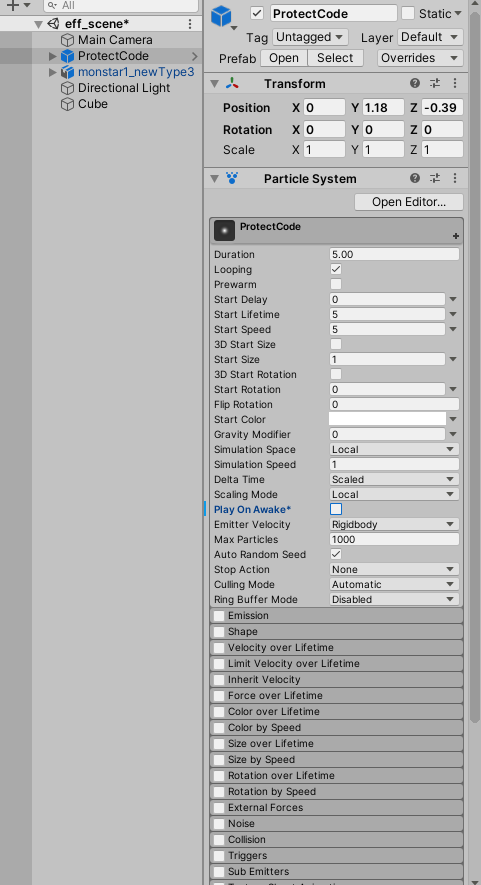 All
eff_scene*
Main Camera
ProtectCode
monstar1_newType3
Directional Light
Cube
ProtectCode Static
Tag Untagged Layer Default
Prefab Open Select Overrides
Transform
Position X 0 Y 1.18 Z -0.39
Rotation X 0 Y 0 Z 0
Scale X 1 Y 1 Z 1
Particle System
Open Editor...
ProtectCode
Duration 5.00
Looping
Prewarm
Start Delay 0
Start Lifetime 5
Start Speed 5
3D Start Size
Start Size 1
3D Start Rotation
Start Rotation 0
Flip Rotation 0
Start Color
Gravity Modifier 0
Simulation Space Local
Simulation Speed 1
Delta Time Scaled
Scaling Mode Local
Play On Awake*
Emitter Velocity Rigidbody
Max Particles 1000
Auto Random Seed
Stop Action None
Culling Mode Automatic
Ring Buffer Mode Disabled
Emission
Shape
Velocity over Lifetime
Limit Velocity over Lifetime
Inherit Velocity
Force over Lifetime
Color over Lifetime
Color by Speed
Size over Lifetime
Size by Speed
Rotation over Lifetime
Rotation by Speed
External Forces
Noise
Collision
Triggers
Sub Emitters